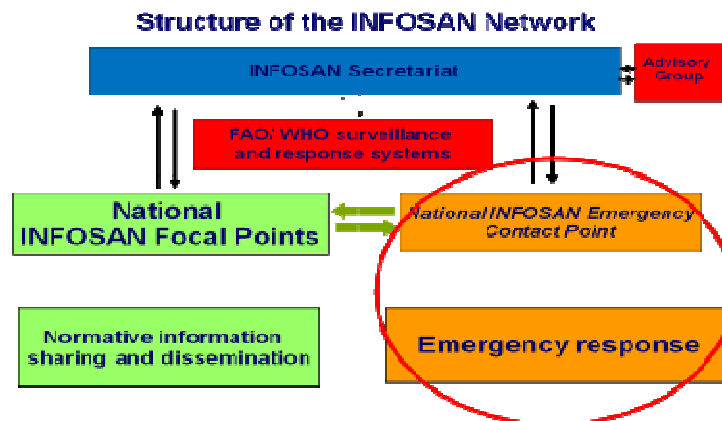 Structure of the INFOSAN Network
INFOSAN Secretariat
Advisory
Group
FAO/ WHO surveillance
and response systems
National
INFOSAN Focal Points
National INFOSAN Emergency
Contact Point
Normative information
sharing and dissemination
Emergency response